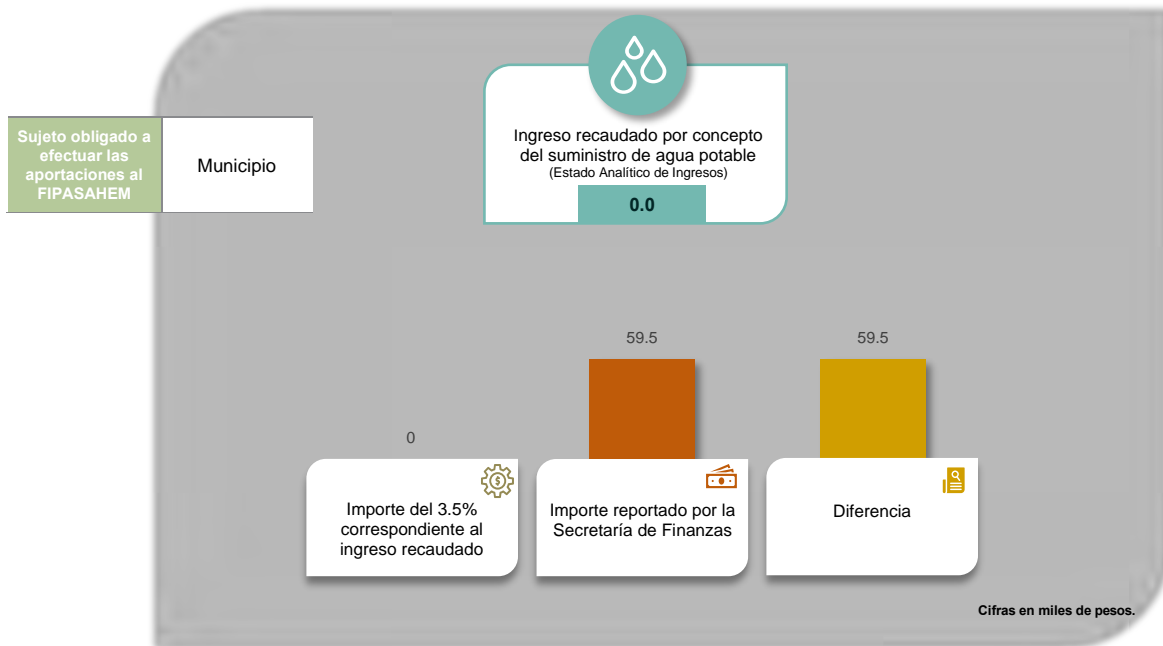 Sujeto obligado a
efectuar las
aportaciones al
FIPASAHEM
Municipio
Ingreso recaudado por concepto
del suministro de agua potable
(Estado Analítico de Ingresos)
0.0
0
59.5
59.5
Importe del 3.5%
correspondiente al
ingreso recaudado
Importe reportado por la
Secretaría de Finanzas
Diferencia
Cifras en miles de pesos.